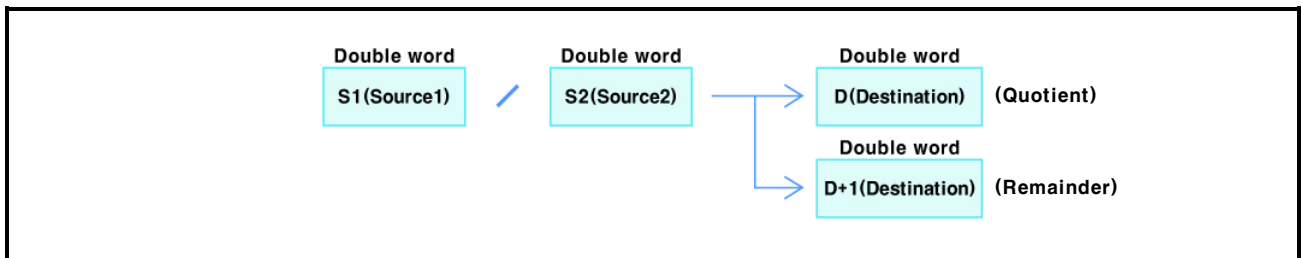 Double word Double word Double word
S1(Source1) / S2(Source2) D(Destination) (Quotient)
Double word
D+1(Destination) (Remainder)